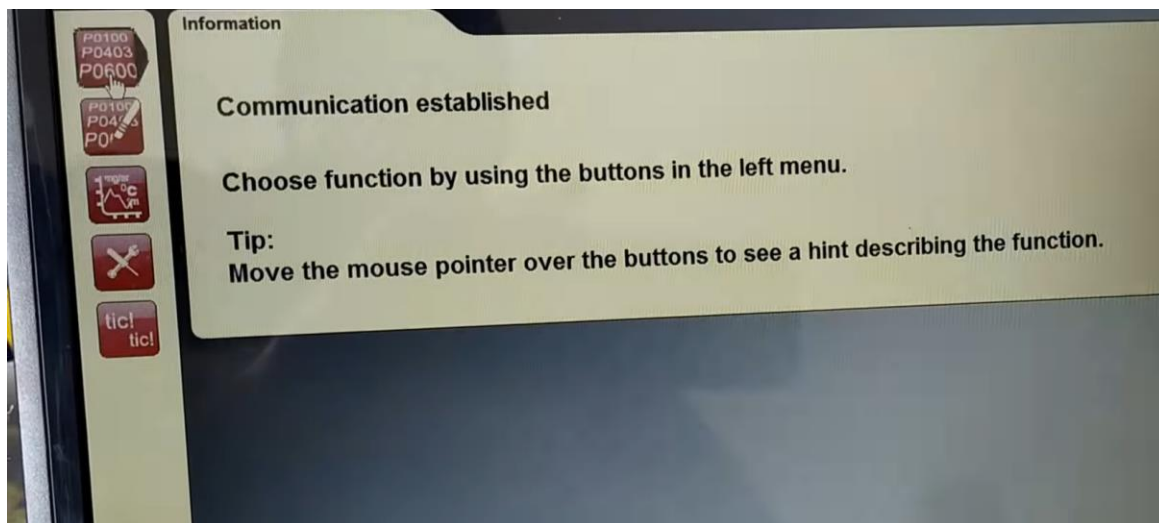 Information
P0100
P0403
P0600
Communication established
P0100
Choose function by using the buttons in the left menu.
°C
Tip:
Move the mouse pointer over the buttons to see a hint describing the function.
tic!
tic!